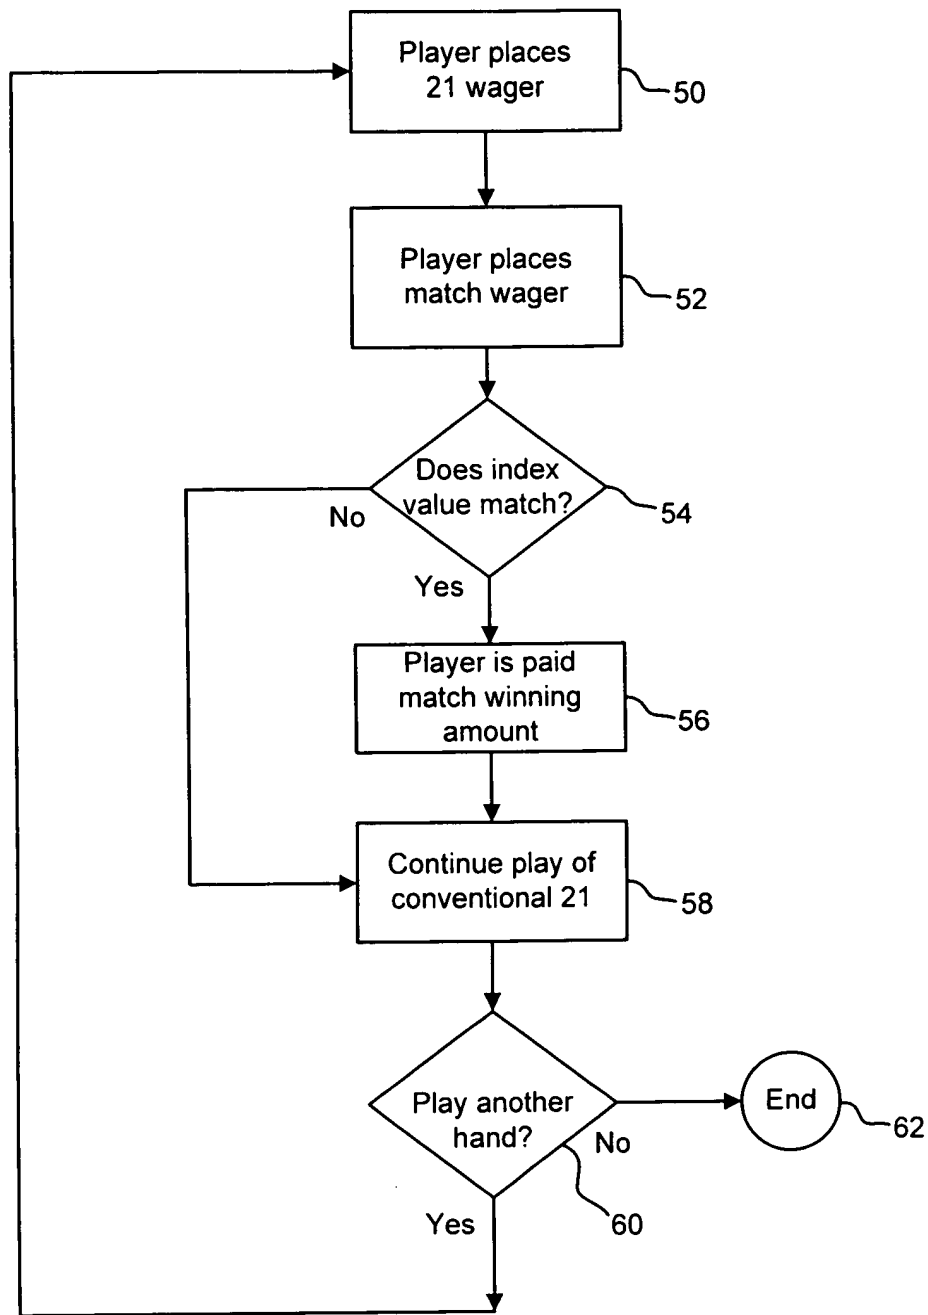 Player places
21 wager
50
Player places
match wager
52
Does index
value match?
54
No
Yes
Player is paid
match winning
amount
56
Continue play of
conventional 21
58
Play another
hand?
No
End
62
60
Yes